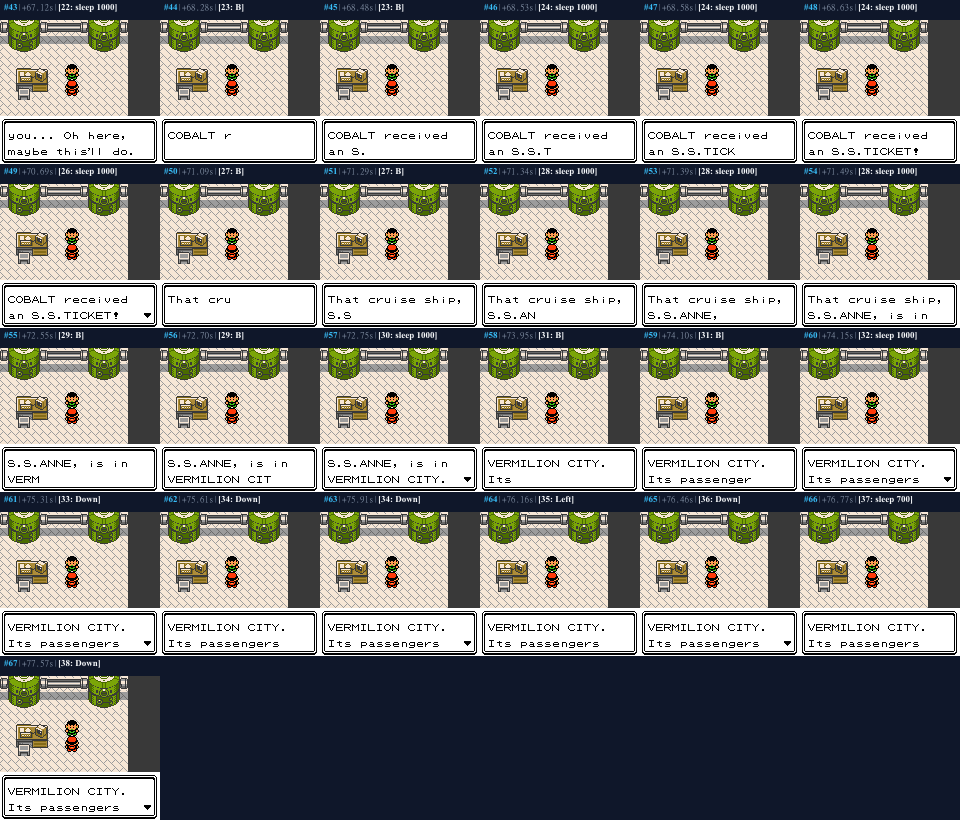 #43|+67.12s| [22: sleep 1000]
you... Oh here,
maybe this'll do.
#44|+68.28s| [23: B]
COBALT r
#45|+68.48s| [23: B]
COBALT received
an S.
#46|+68.53s| [24: sleep 1000]
COBALT received
an S.S.T
#47|+68.58s| [24: sleep 1000]
COBALT received
an S.S.TICK
#48|+68.63s| [24: sleep 1000]
COBALT received
an S.S.TICKET!
#49|+70.69s| [26: sleep 1000]
COBALT received
an S.S.TICKET!
#50|+71.09s| [27: B]
That cru
#51|+71.29s| [27: B]
That cruise ship,
S.S
#52|+71.34s| [28: sleep 1000]
That cruise ship,
S.S.AN
#53|+71.39s| [28: sleep 1000]
That cruise ship,
S.S.ANNE,
#54|+71.49s| [28: sleep 1000]
That cruise ship,
S.S.ANNE, is in
#55|+72.55s| [29: B]
S.S.ANNE, is in
VERM
#56|+72.70s| [29: B]
S.S.ANNE, is in
VERMILION CIT
#57|+72.75s| [30: sleep 1000]
S.S.ANNE, is in
VERMILION CITY.
#58|+73.95s| [31: B]
VERMILION CITY.
Its
#59|+74.10s| [31: B]
VERMILION CITY.
Its passenger
#60|+74.15s| [32: sleep 1000]
VERMILION CITY.
Its passengers
#61|+75.31s| [33: Down]
VERMILION CITY.
Its passengers
#62|+75.61s| [34: Down]
VERMILION CITY.
Its passengers
#63|+75.91s| [34: Down]
VERMILION CITY.
Its passengers
#64|+76.16s| [35: Left]
VERMILION CITY.
Its passengers
#65|+76.46s| [36: Down]
VERMILION CITY.
Its passengers
#66|+76.77s| [37: sleep 700]
VERMILION CITY.
Its passengers
#67|+77.57s| [38: Down]
VERMILION CITY.
Its passengers